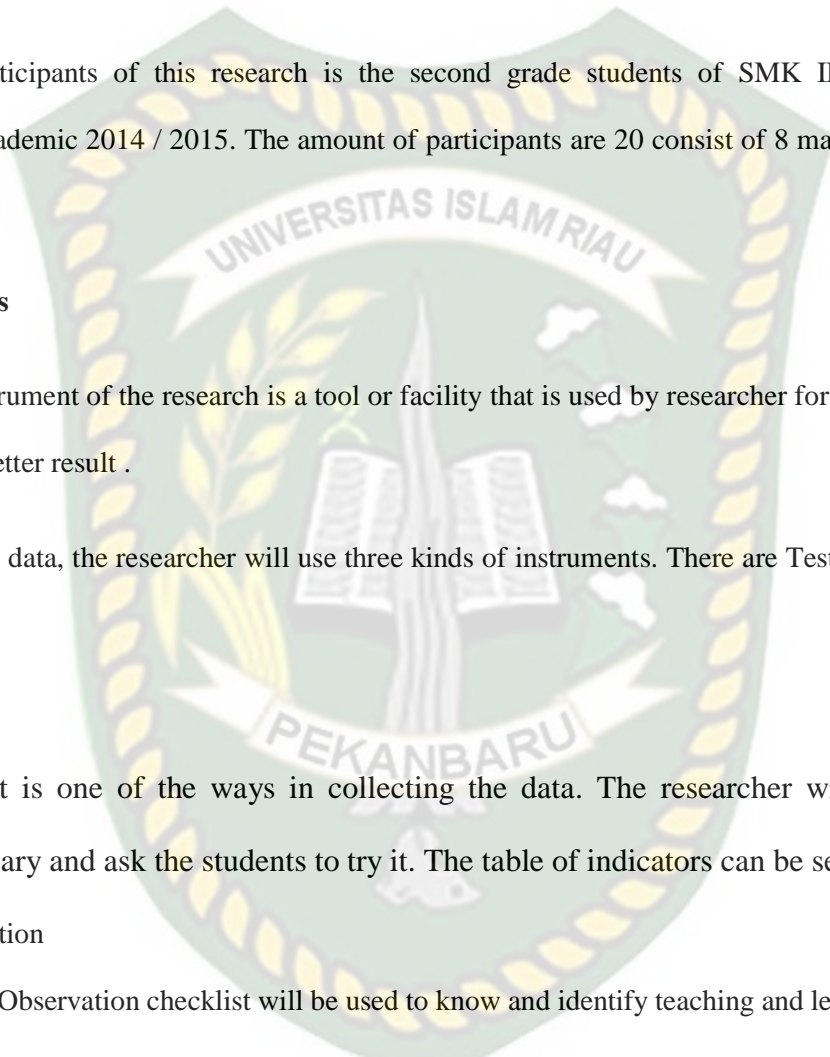 ticipants of this research is the second grade students of SMK
ademic 2014 / 2015. The amount of participants are 20 consist of 8
UNIVERSITAS ISLAM RIAU
s
rument of the research is a tool or facility that is used by researcher for
etter result .
data, the researcher will use three kinds of instruments. There are Test
PEKANBARU
t is one of the ways in collecting the data. The researcher
ary and ask the students to try it. The table of indicators can be
tion
Observation checklist will be used to know and identify teaching and